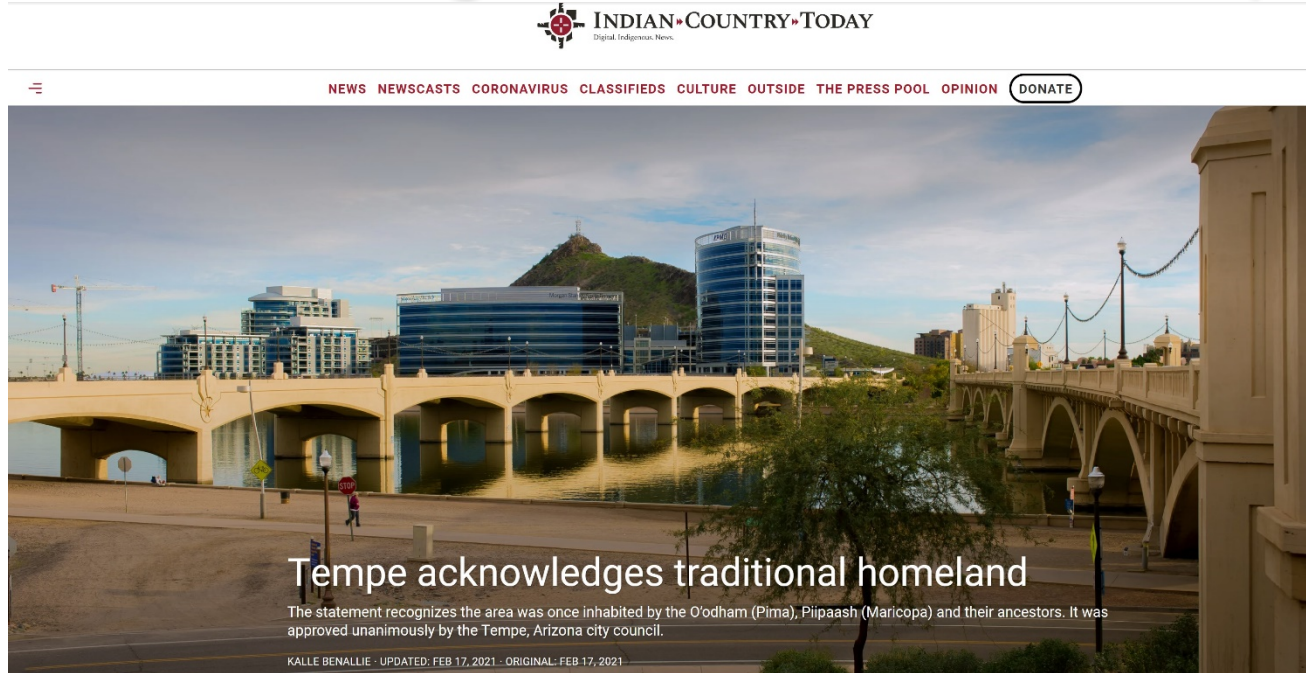 INDIAN▸COUNTRY▸TODAY
Digital. Indigenous. News.
NEWS NEWSCASTS CORONAVIRUS CLASSIFIEDS CULTURE OUTSIDE THE PRESS POOL OPINION DONATE
KPMG
STOP
Tempe acknowledges traditional homeland
The statement recognizes the area was once inhabited by the O'odham (Pima), Piipaash (Maricopa) and their ancestors. It was
approved unanimously by the Tempe, Arizona city council.
KALLE BENALLIE · UPDATED: FEB 17, 2021 · ORIGINAL: FEB 17, 2021